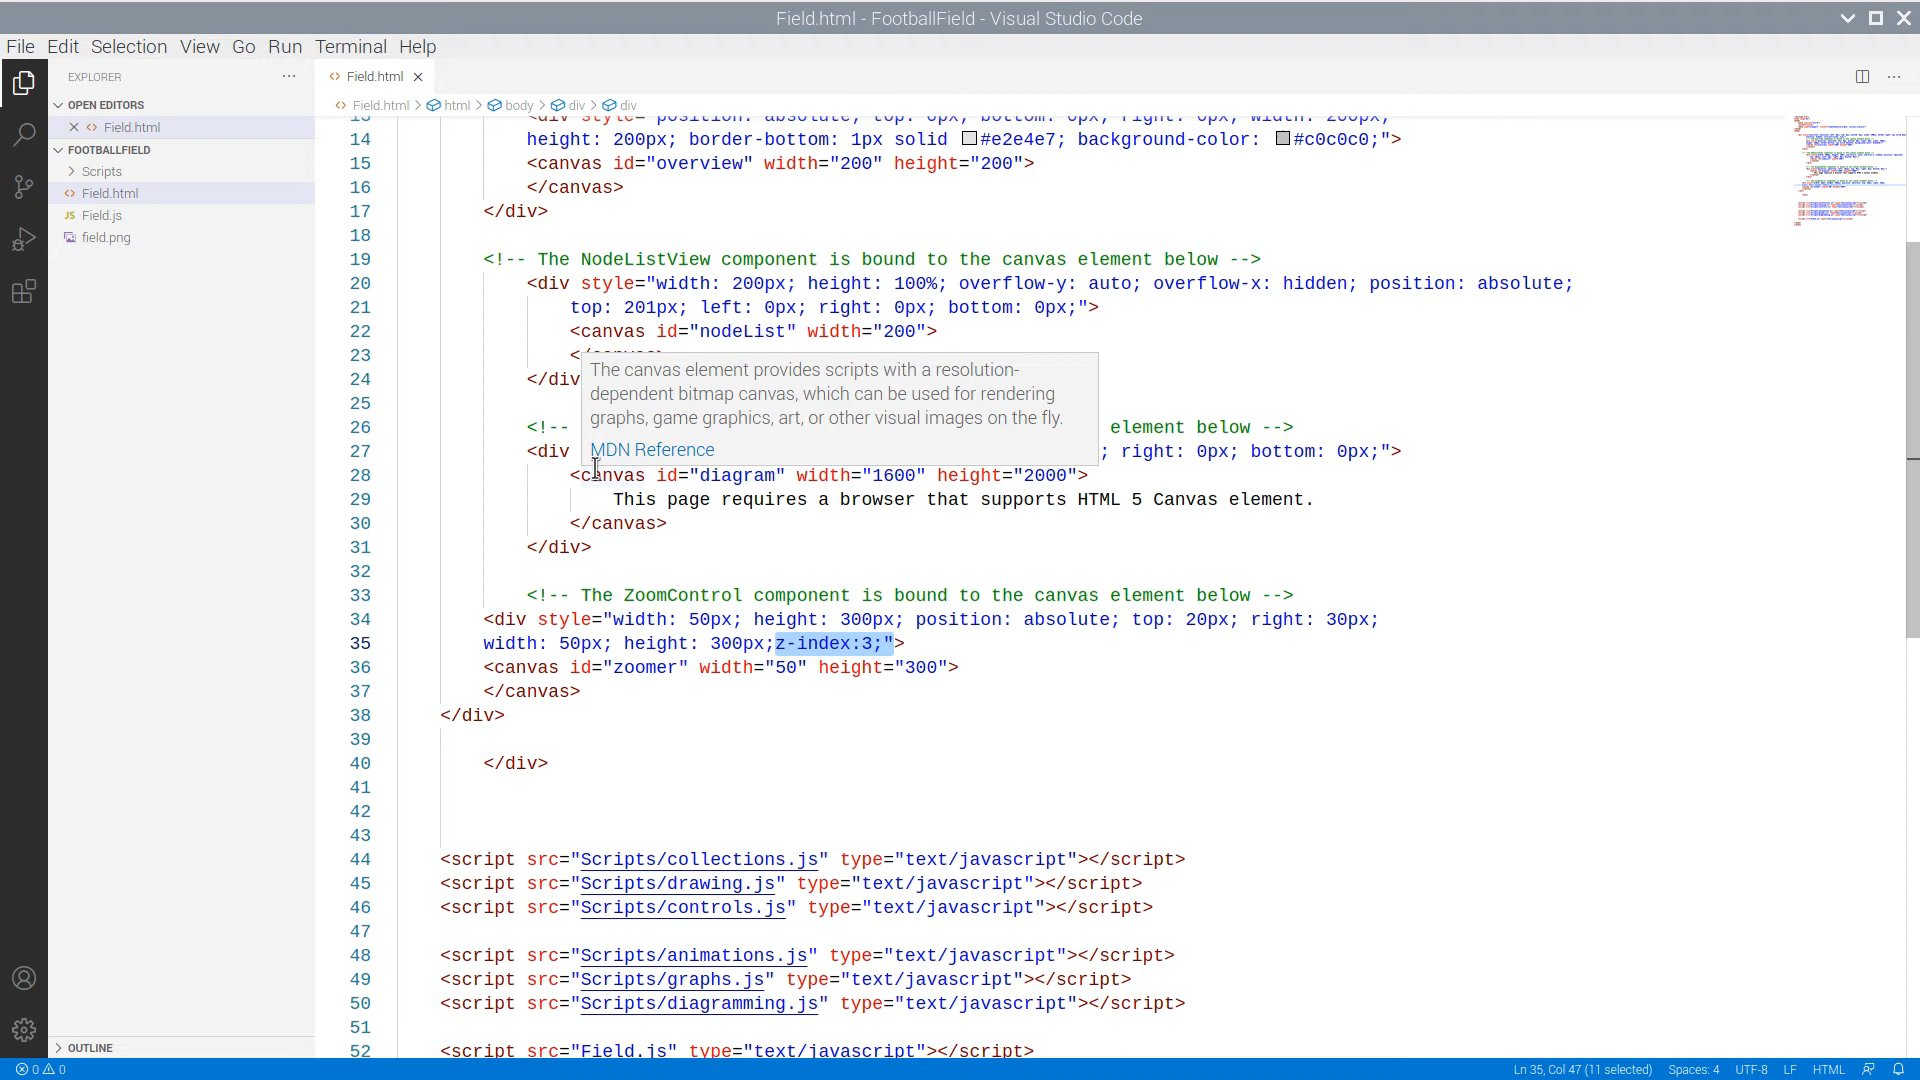 Field.html - FootballField - Visual Studio Code
File Edit Selection View Go Run Terminal Help
EXPLORER
Field.html
OPEN EDITORS
Field.html
FOOTBALLFIELD
Scripts
Field.html
JS Field.js
field.png
OUTLINE
Field.html > html > body > div > div
13 <div style="position: absolute; top: 0px; bottom: 0px; right: 0px; width: 200px;
14 height: 200px; border-bottom: 1px solid #e2e4e7; background-color: #c0c0c0;">
15 <canvas id="overview" width="200" height="200">
16 </canvas>
17 </div>
18
19 <!-- The NodeListView component is bound to the canvas element below -->
20 <div style="width: 200px; height: 100%; overflow-y: auto; overflow-x: hidden; position: absolute;
21 top: 201px; left: 0px; right: 0px; bottom: 0px;">
22 <canvas id="nodeList" width="200">
23 </canvas>
24 </div
25
26 <!-- element below -->
27 <div ; right: 0px; bottom: 0px;">
The canvas element provides scripts with a resolution-
dependent bitmap canvas, which can be used for rendering
graphs, game graphics, art, or other visual images on the fly.
MDN Reference
28 <canvas id="diagram" width="1600" height="2000">
29 This page requires a browser that supports HTML 5 Canvas element.
30 </canvas>
31 </div>
32
33 <!-- The ZoomControl component is bound to the canvas element below -->
34 <div style="width: 50px; height: 300px; position: absolute; top: 20px; right: 30px;
35 width: 50px; height: 300px;z-index:3;">
36 <canvas id="zoomer" width="50" height="300">
37 </canvas>
38 </div>
39
40 </div>
41
42
43
44 <script src="Scripts/collections.js" type="text/javascript"></script>
45 <script src="Scripts/drawing.js" type="text/javascript"></script>
46 <script src="Scripts/controls.js" type="text/javascript"></script>
47
48 <script src="Scripts/animations.js" type="text/javascript"></script>
49 <script src="Scripts/graphs.js" type="text/javascript"></script>
50 <script src="Scripts/diagramming.js" type="text/javascript"></script>
51
52 <script src="Field.js" type="text/javascript"></script>
0 0 Ln 35, Col 47 (11 selected) Spaces: 4 UTF-8 LF HTML